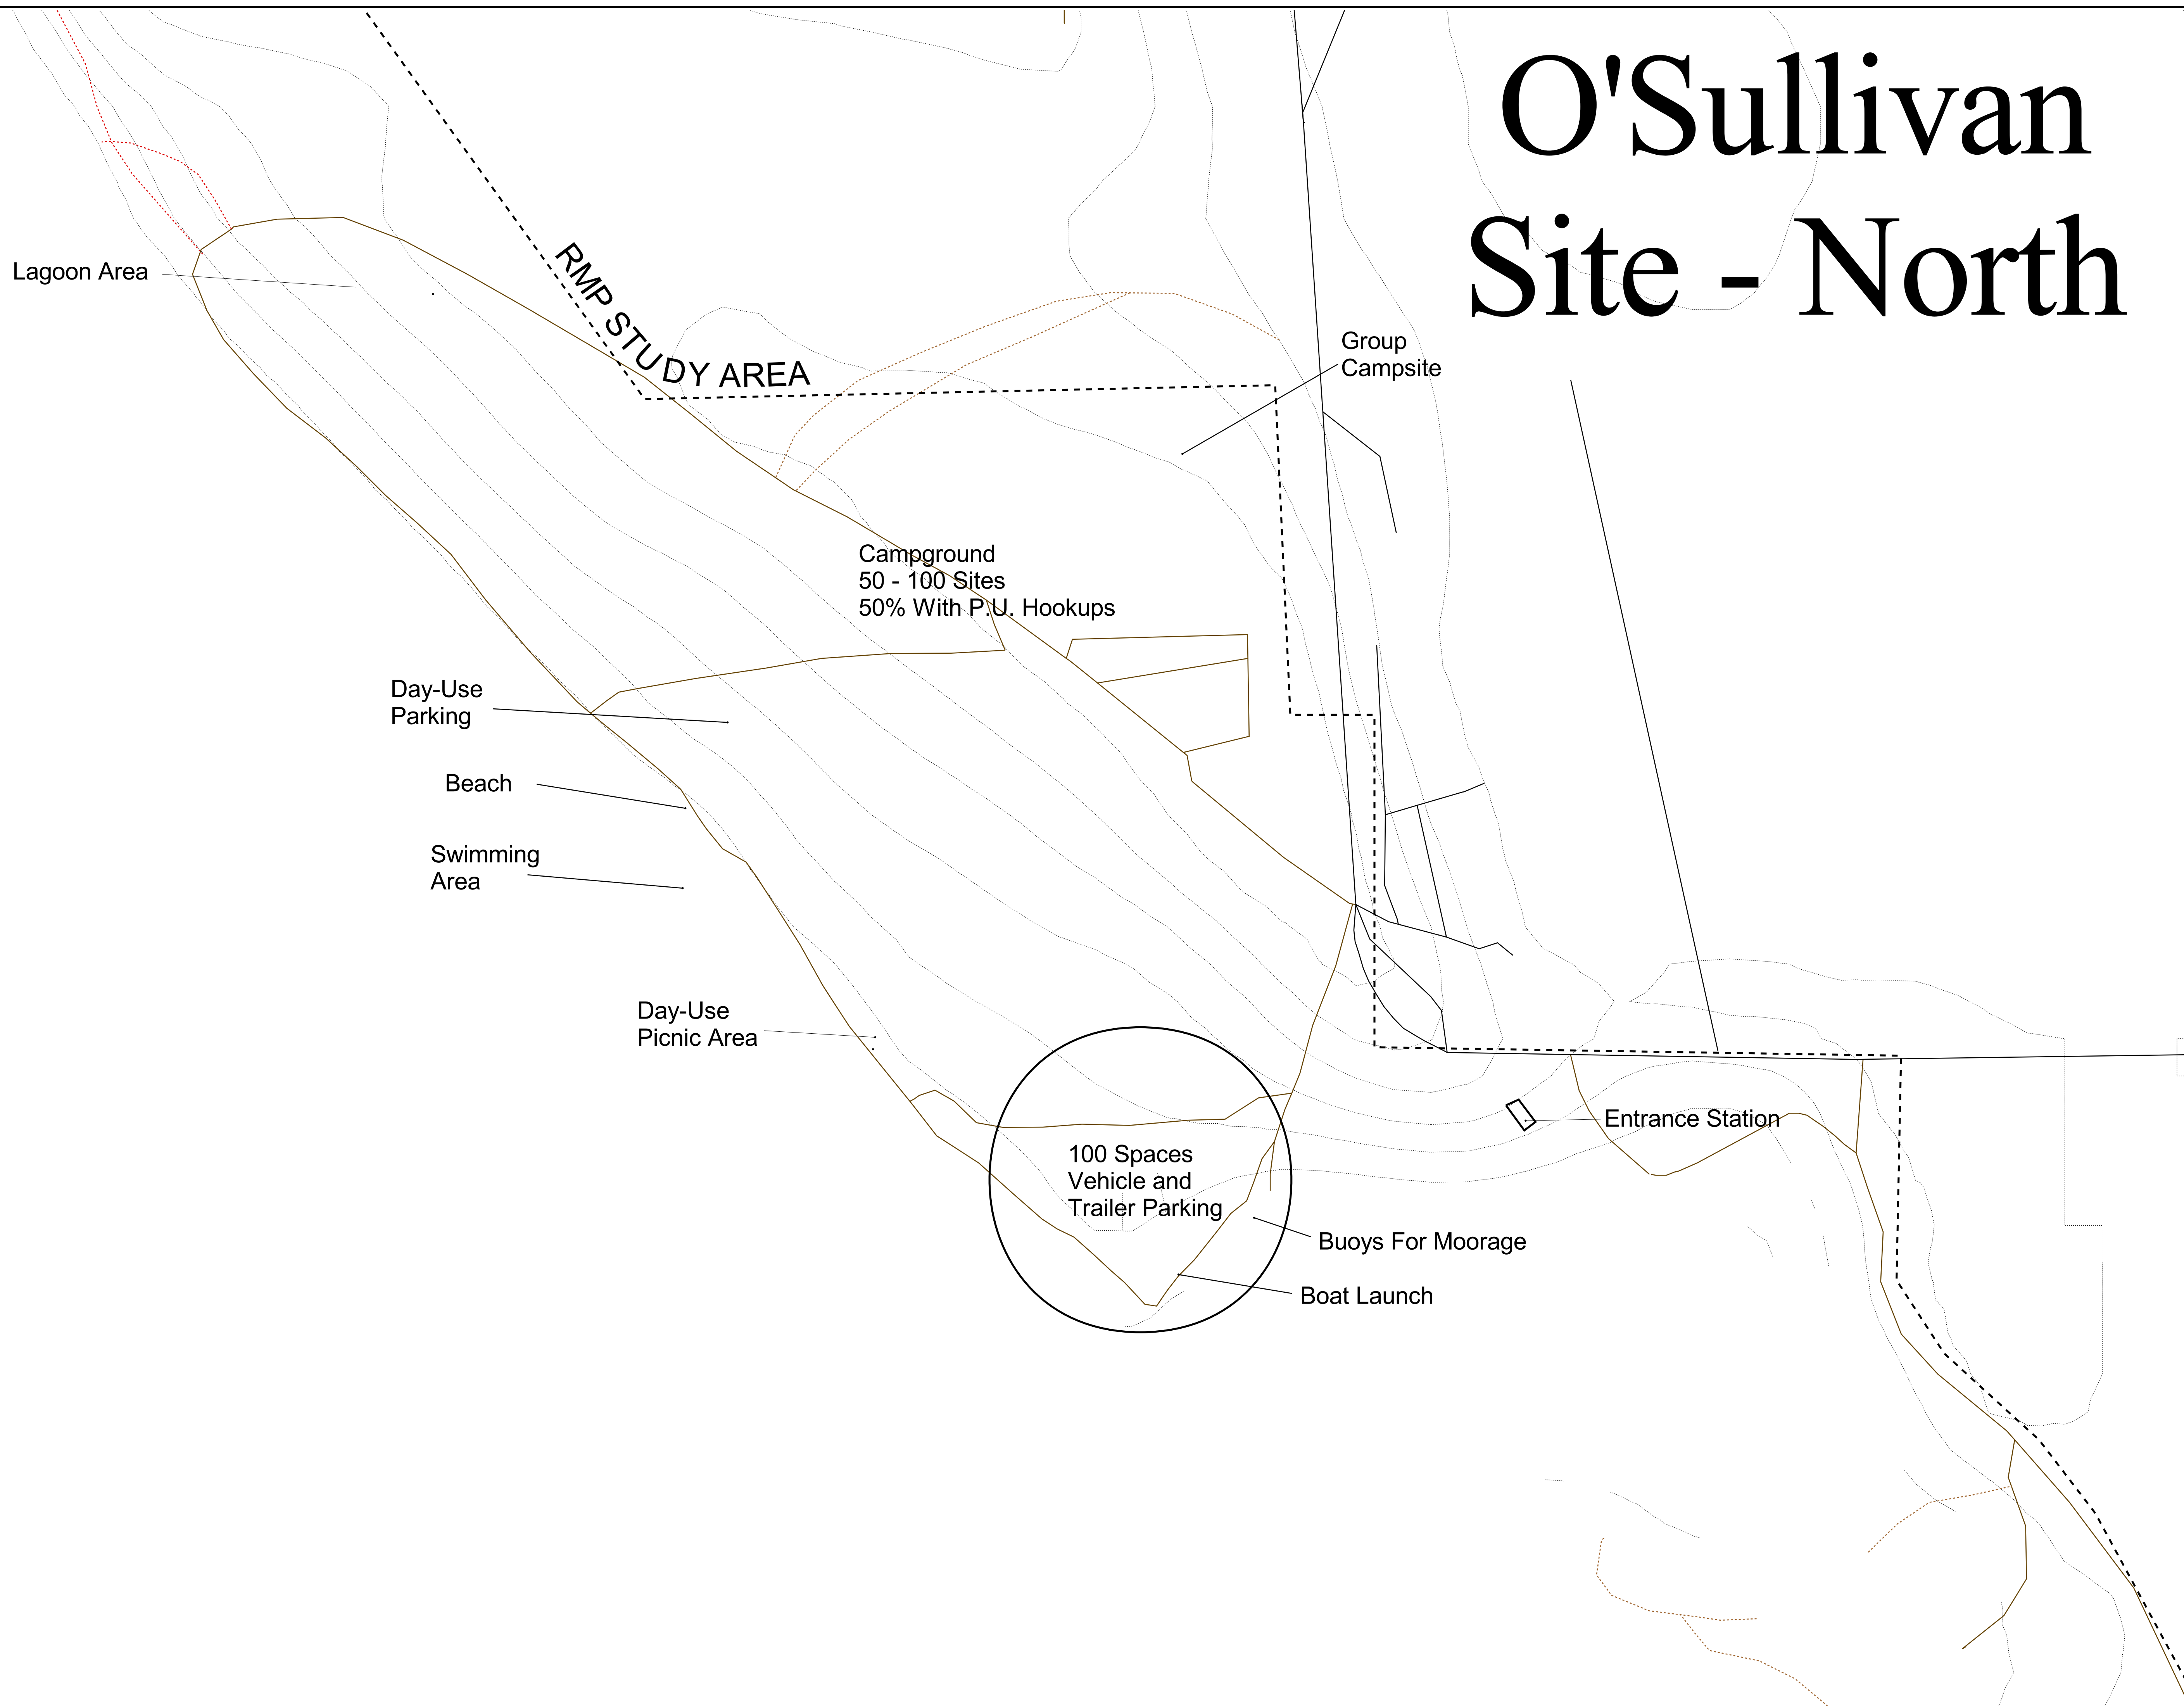 O'Sullivan
Site - North
Lagoon Area
RMP STUDY AREA
Group
Campsite
Campground
50 - 100 Sites
50% With P.U. Hookups
Day-Use
Parking
Beach
Swimming
Area
Day-Use
Picnic Area
Entrance Station
100 Spaces
Vehicle and
Trailer Parking
Buoys For Moorage
Boat Launch